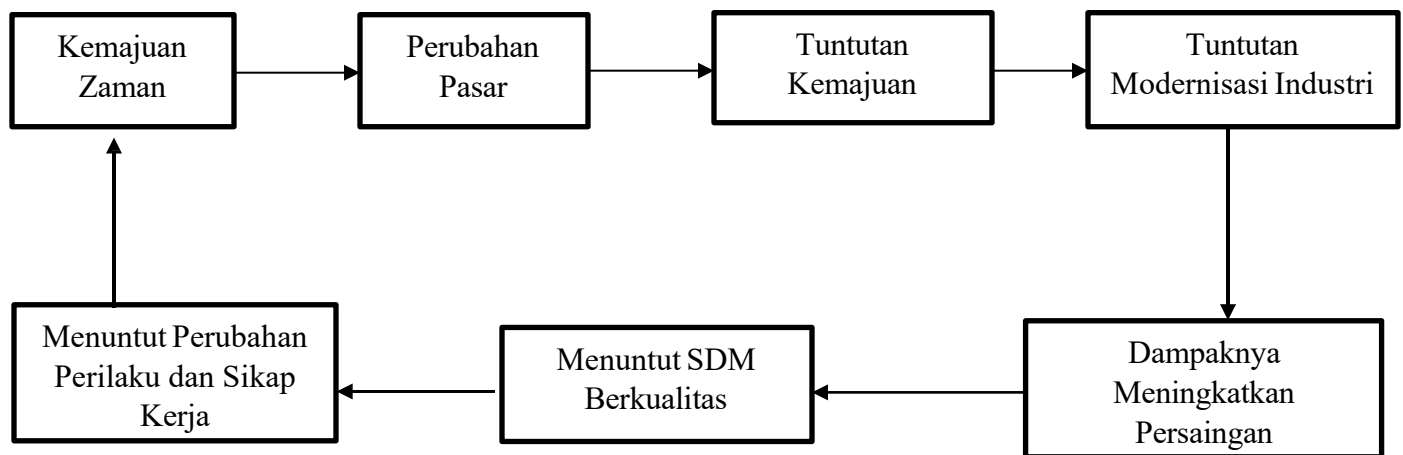 Kemajuan
Zaman
Perubahan
Pasar
Tuntutan
Kemajuan
Tuntutan
Modernisasi Industri
Menuntut Perubahan
Perilaku dan Sikap
Kerja
Menuntut SDM
Berkualitas
Dampaknya
Meningkatkan
Persaingan